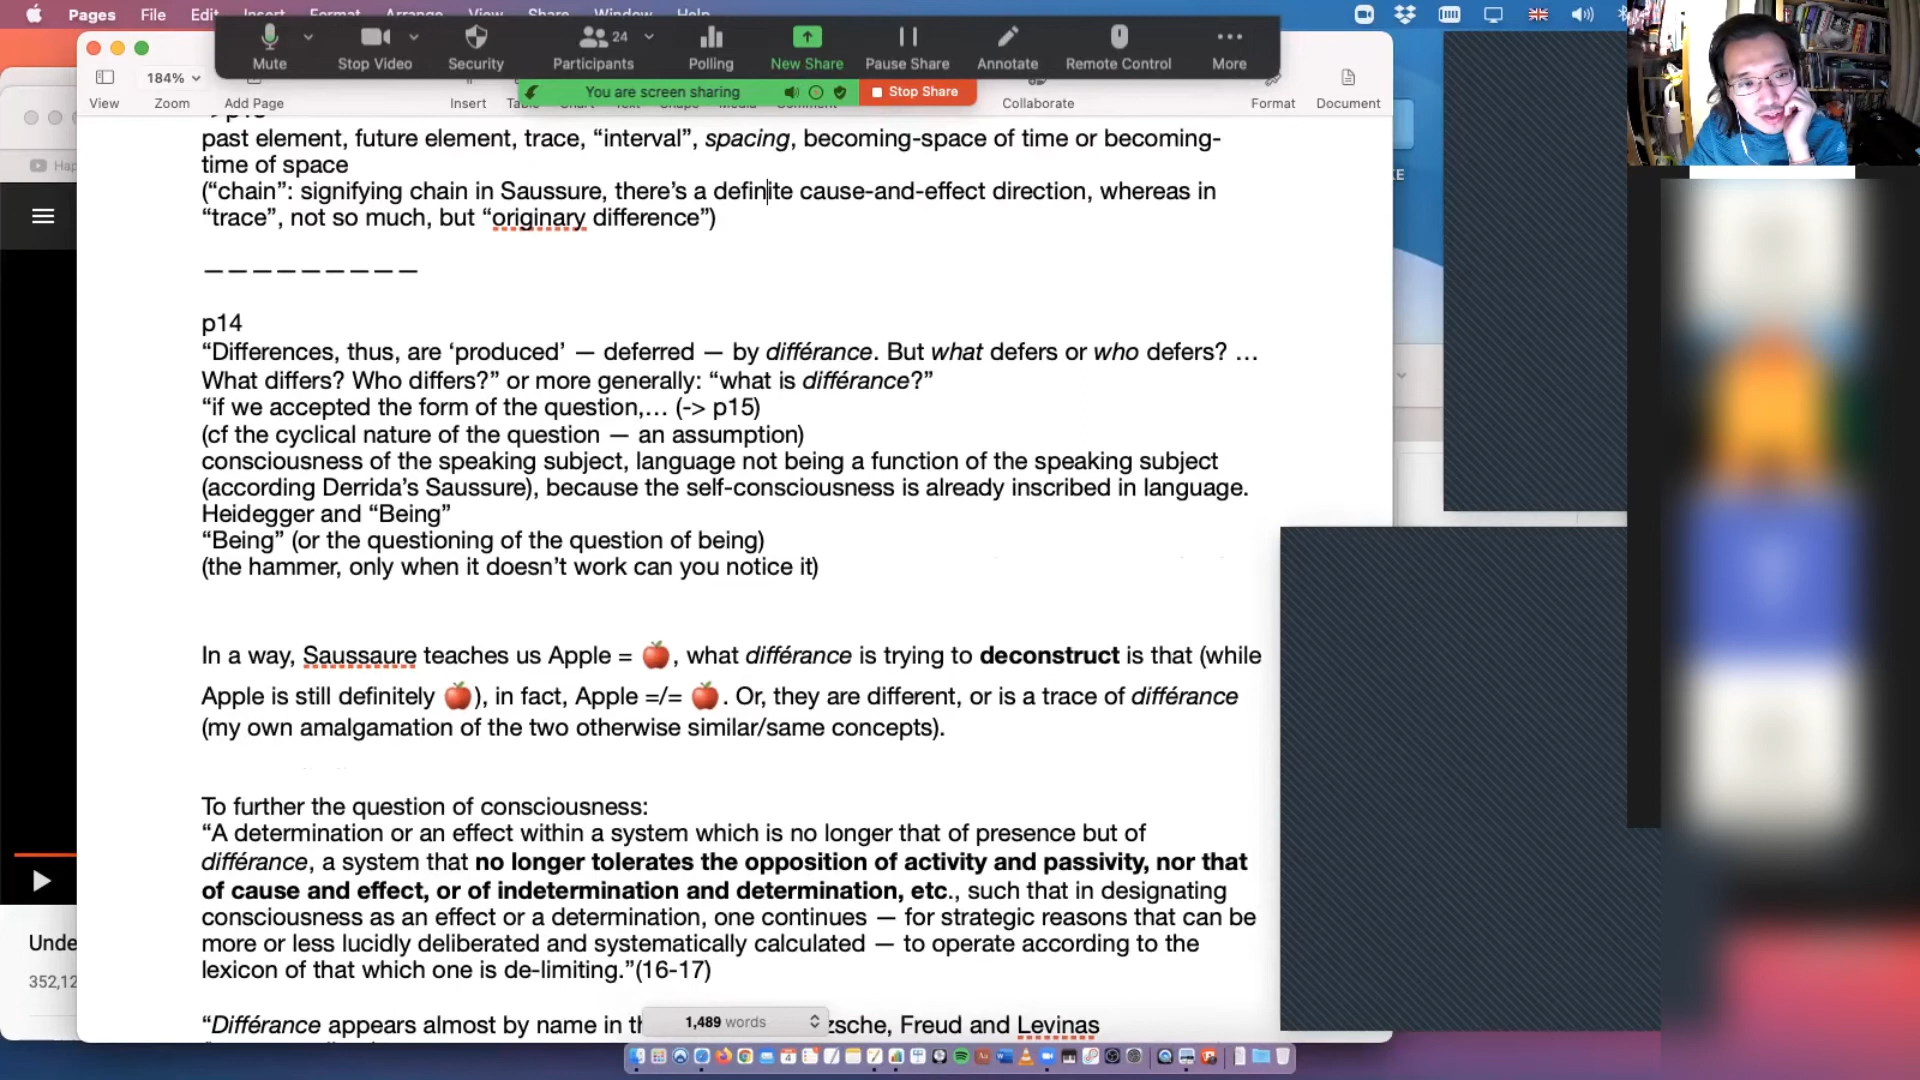 Pages File Edit Insert Format Arrange View Share Window Help
Mute Stop Video Security 24 Participants Polling New Share Pause Share Annotate Remote Control More
You are screen sharing Stop Share
184%
View Zoom Add Page Insert Collaborate Format Document
past element, future element, trace, “interval”, spacing, becoming-space of time or becoming-
time of space
(“chain”: signifying chain in Saussure, there’s a definite cause-and-effect direction, whereas in
“trace”, not so much, but “originary difference”)
— — — — — — — — —
p14
“Differences, thus, are ‘produced’ — deferred — by différance. But what defers or who defers? …
What differs? Who differs?” or more generally: “what is différance?”
“if we accepted the form of the question,… (-> p15)
(cf the cyclical nature of the question — an assumption)
consciousness of the speaking subject, language not being a function of the speaking subject
(according Derrida’s Saussure), because the self-consciousness is already inscribed in language.
Heidegger and “Being”
“Being” (or the questioning of the question of being)
(the hammer, only when it doesn’t work can you notice it)
In a way, Saussaure teaches us Apple = 🍎, what différance is trying to deconstruct is that (while
Apple is still definitely 🍎), in fact, Apple =/= 🍎. Or, they are different, or is a trace of différance
(my own amalgamation of the two otherwise similar/same concepts).
To further the question of consciousness:
“A determination or an effect within a system which is no longer that of presence but of
différance, a system that no longer tolerates the opposition of activity and passivity, nor that
of cause and effect, or of indetermination and determination, etc., such that in designating
consciousness as an effect or a determination, one continues — for strategic reasons that can be
more or less lucidly deliberated and systematically calculated — to operate according to the
lexicon of that which one is de-limiting.”(16-17)
“Différance appears almost by name in zsche, Freud and Levinas
1,489 words
Hap
Unde
352,12
KE